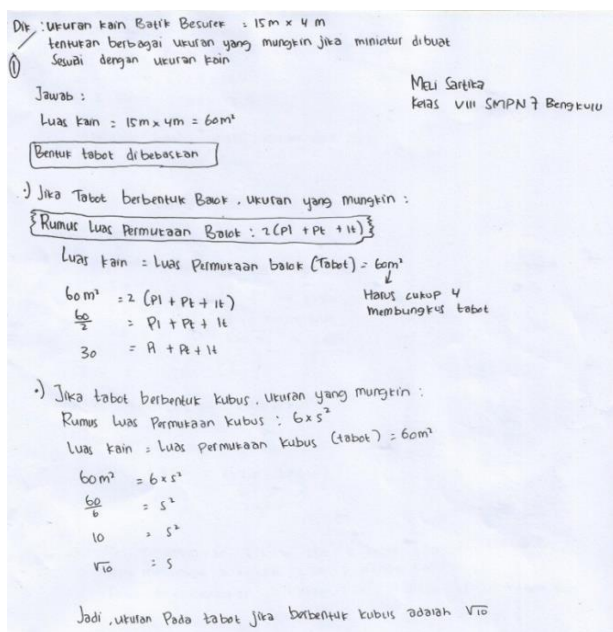 Dik : ukuran kain Batik Besurek : 15 m x 4 m
tentukan berbagai ukuran yang mungkin jika miniatur dibuat
① Sesuai dengan ukuran kain
Meli Sartika
Kelas VIII SMPN 7 Bengkulu
Jawab :
Luas kain = 15m x 4m = 60m²
Bentuk tabot dibebaskan
•) Jika Tabot berbentuk Balok, ukuran yang mungkin :
Rumus Luas Permukaan Balok : 2(Pl + Pt + lt)
Luas kain = Luas Permukaan balok (Tabot) = 60m²
↓
Harus cukup 4
membungkus tabot
60m² = 2 (Pl + Pt + lt)
60/2 = Pl + Pt + lt
30 = Pl + Pt + lt
•) Jika tabot berbentuk kubus, ukuran yang mungkin :
Rumus Luas Permukaan kubus : 6 x s²
Luas kain = Luas permukaan kubus (tabot) = 60m²
60m² = 6 x s²
60/6 = s²
10 = s²
√10 = s
Jadi, ukuran Pada tabot jika berbentuk kubus adalah √10